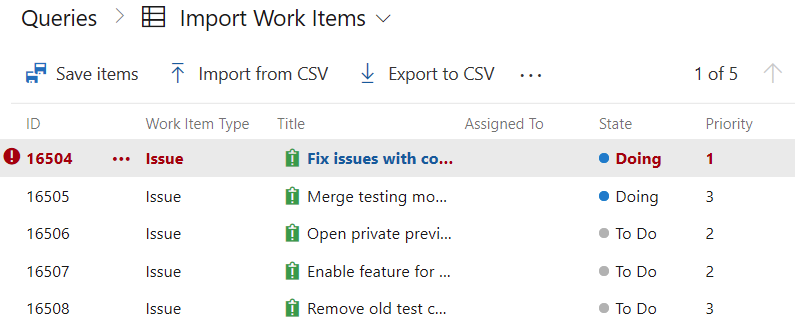 Queries > Import Work Items
Save items Import from CSV Export to CSV ... 1 of 5
ID Work Item Type Title Assigned To State Priority
16504 ... Issue Fix issues with co... Doing 1
16505 Issue Merge testing mo... Doing 3
16506 Issue Open private previ... To Do 2
16507 Issue Enable feature for ... To Do 2
16508 Issue Remove old test c... To Do 3